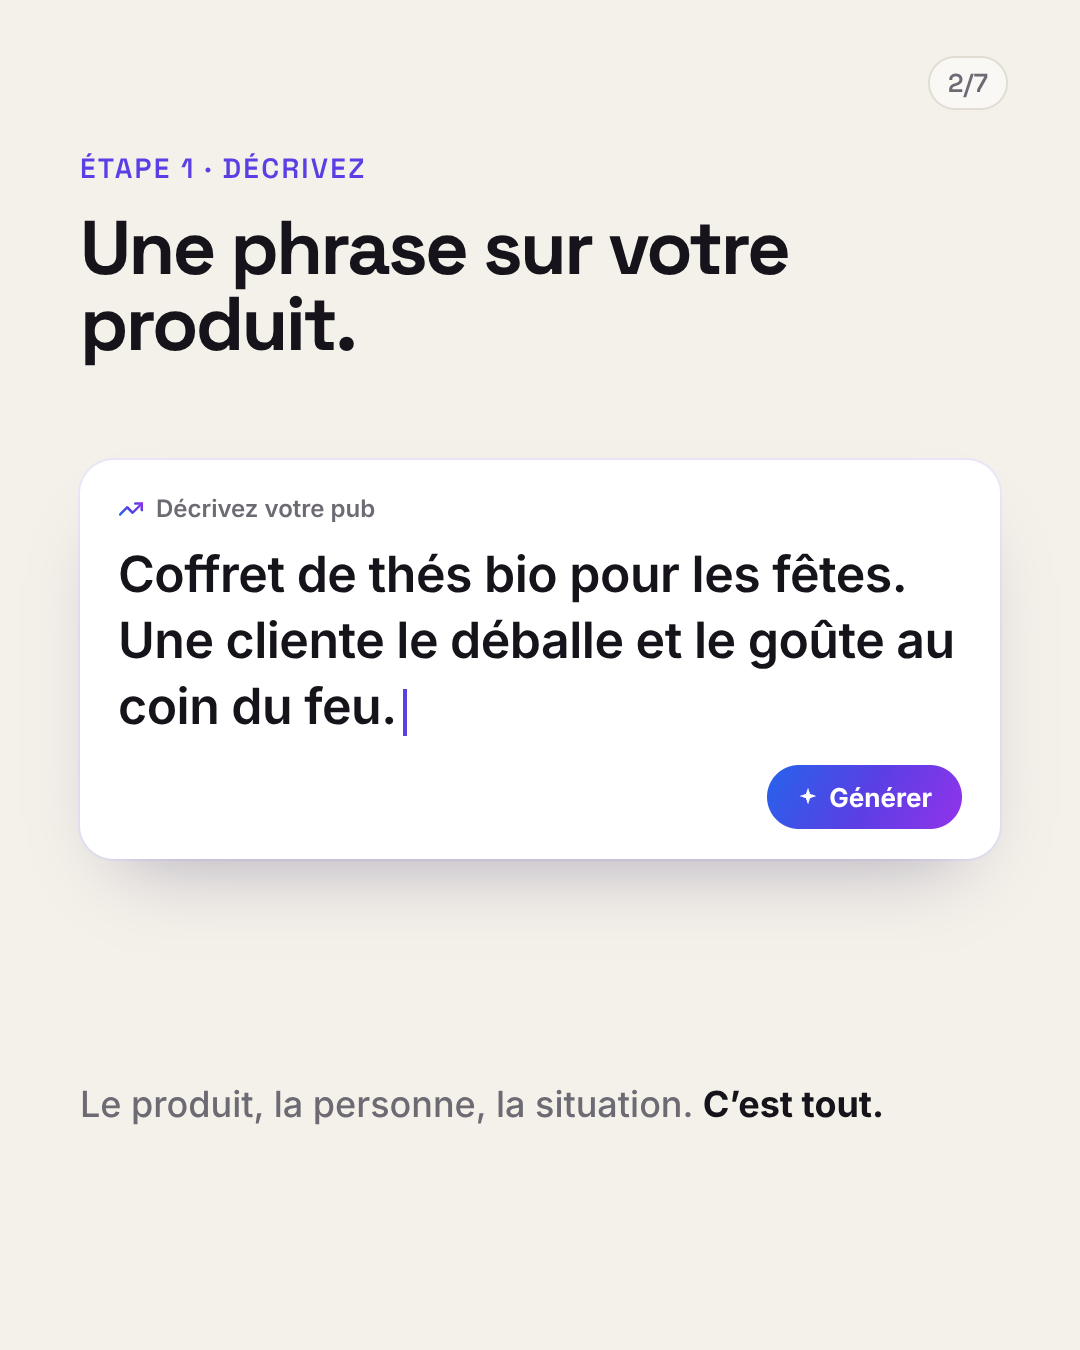 2/7
ÉTAPE 1 · DÉCRIVEZ
Une phrase sur votre
produit.
Décrivez votre pub
Coffret de thés bio pour les fêtes.
Une cliente le déballe et le goûte au
coin du feu.
Générer
Le produit, la personne, la situation. C’est tout.